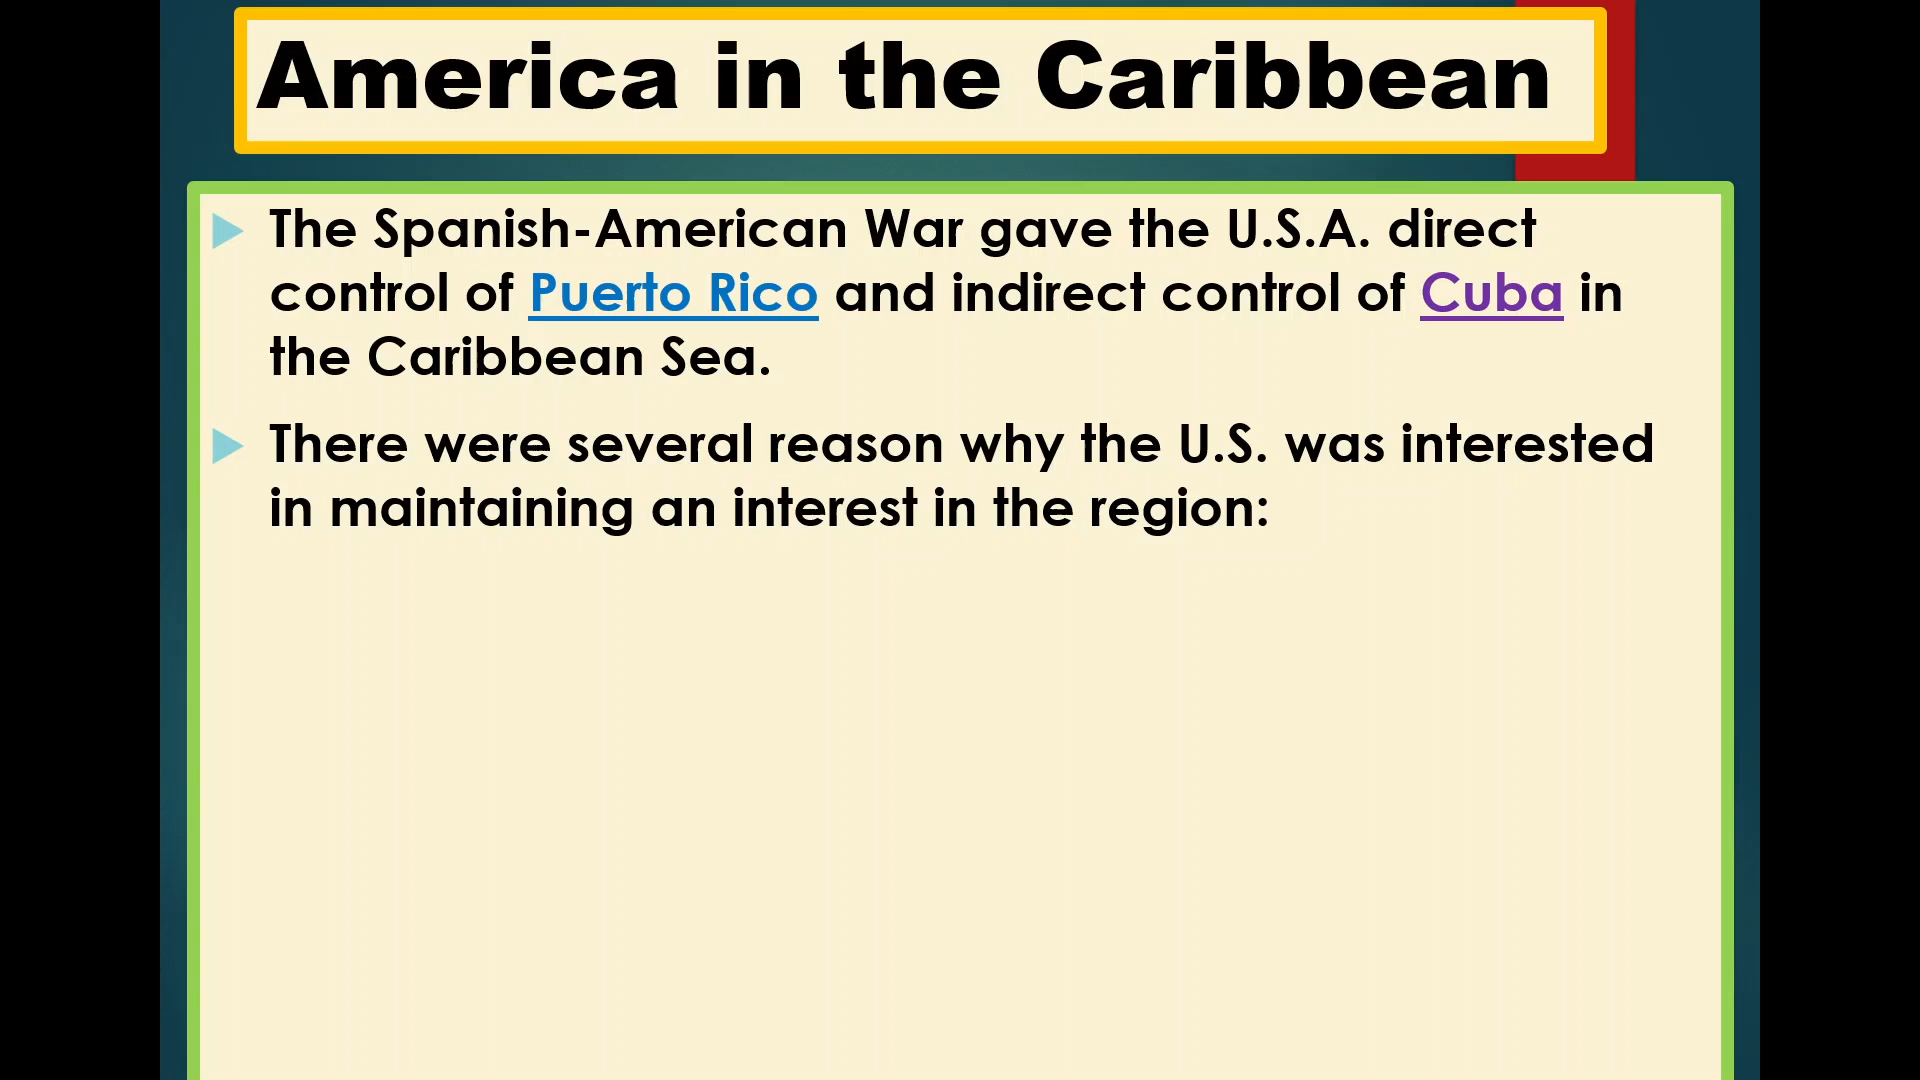 America in the Caribbean
The Spanish-American War gave the U.S.A. direct
control of Puerto Rico and indirect control of Cuba in
the Caribbean Sea.
There were several reason why the U.S. was interested
in maintaining an interest in the region: